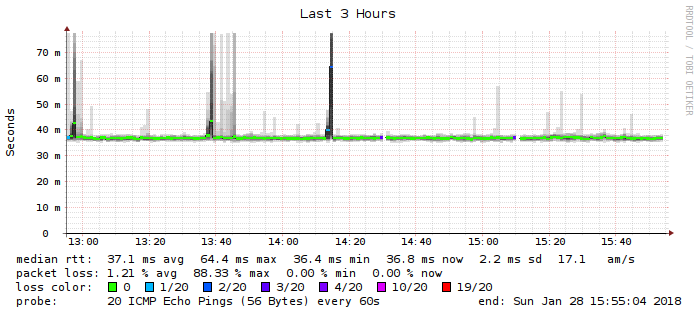 Last 3 Hours
RRDTOOL / TOBI OETIKER
Seconds
70 m
60 m
50 m
40 m
30 m
20 m
10 m
0
13:00 13:20 13:40 14:00 14:20 14:40 15:00 15:20 15:40
median rtt: 37.1 ms avg 64.4 ms max 36.4 ms min 36.8 ms now 2.2 ms sd 17.1 am/s
packet loss: 1.21 % avg 88.33 % max 0.00 % min 0.00 % now
loss color: 0 1/20 2/20 3/20 4/20 10/20 19/20
probe: 20 ICMP Echo Pings (56 Bytes) every 60s end: Sun Jan 28 15:55:04 2018